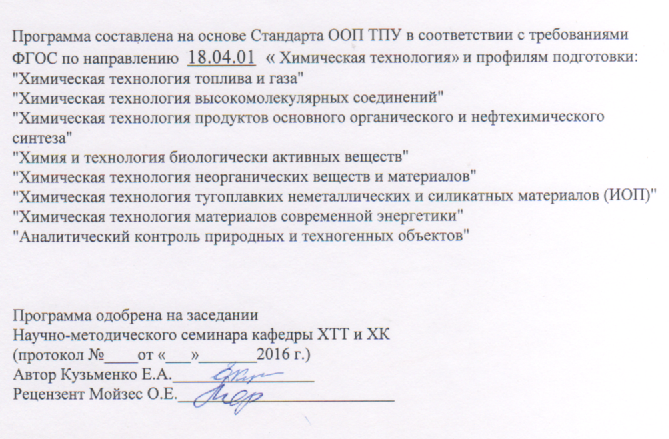 Программа составлена на основе Стандарта ООП ТПУ в соответствии с требованиями
ФГОС по направлению 18.04.01 « Химическая технология» и профилям подготовки:
"Химическая технология топлива и газа"
"Химическая технология высокомолекулярных соединений"
"Химическая технология продуктов основного органического и нефтехимического
синтеза"
"Химия и технология биологически активных веществ"
"Химическая технология неорганических веществ и материалов"
"Химическая технология тугоплавких неметаллических и силикатных материалов (ИОП)"
"Химическая технология материалов современной энергетики"
"Аналитический контроль природных и техногенных объектов"
Программа одобрена на заседании
Научно-методического семинара кафедры ХТТ и ХК
(протокол №____от «___»_______2016 г.)
Автор Кузьменко Е.А.
Рецензент Мойзес О.Е.